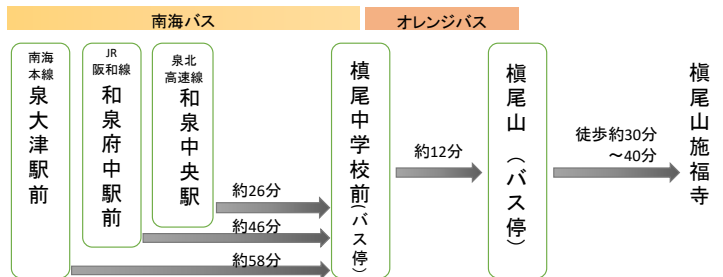 南海バス
オレンジバス
南海
本線
泉大津駅前
JR
阪和線
和泉府中駅前
泉北
高速線
和泉中央駅
槙尾中学校前(バス停)
槇尾山（バス停）
槇尾山施福寺
約26分
約46分
約58分
約12分
徒歩約30分
～40分